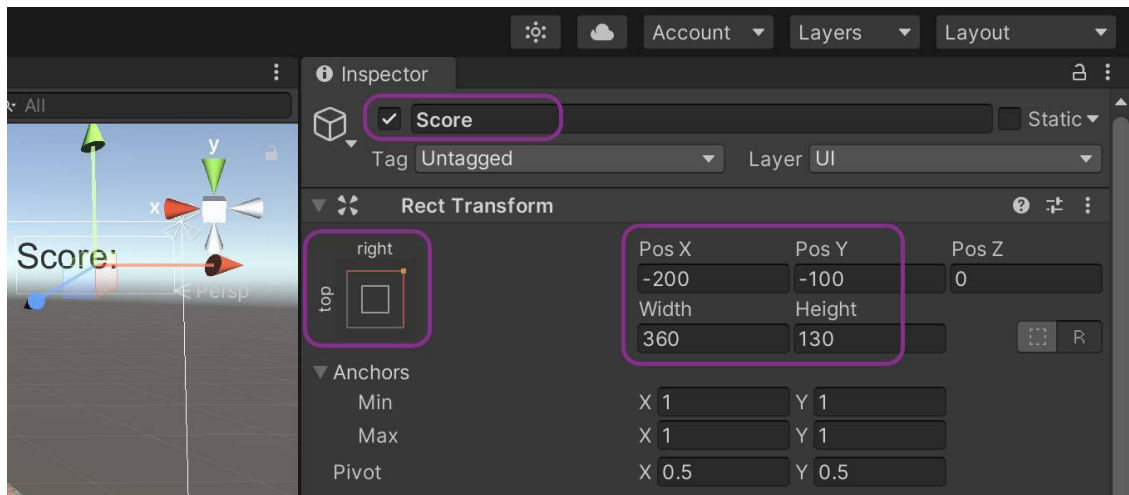 Account Layers Layout
Inspector
All
Score Static
Tag Untagged Layer UI
Rect Transform
y
x
Score:
Persp
right
top
Pos X Pos Y Pos Z
-200 -100 0
Width Height
360 130
R
Anchors
Min X 1 Y 1
Max X 1 Y 1
Pivot X 0.5 Y 0.5